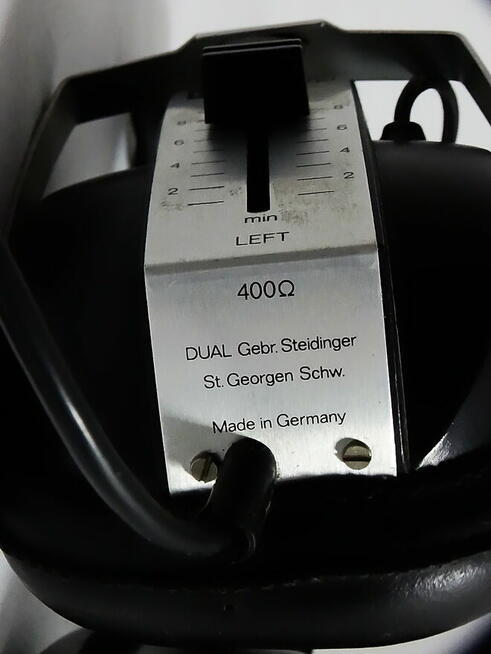 8 8
6 6
4 4
2 2
min
LEFT
400Ω
DUAL Gebr. Steidinger
St. Georgen Schw.
Made in Germany